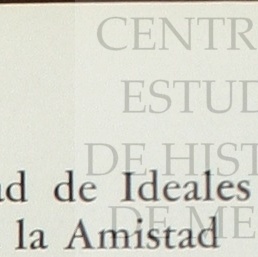 CENTR
ESTUD
DE HIST
ad de Ideales
DE ME
la Amistad